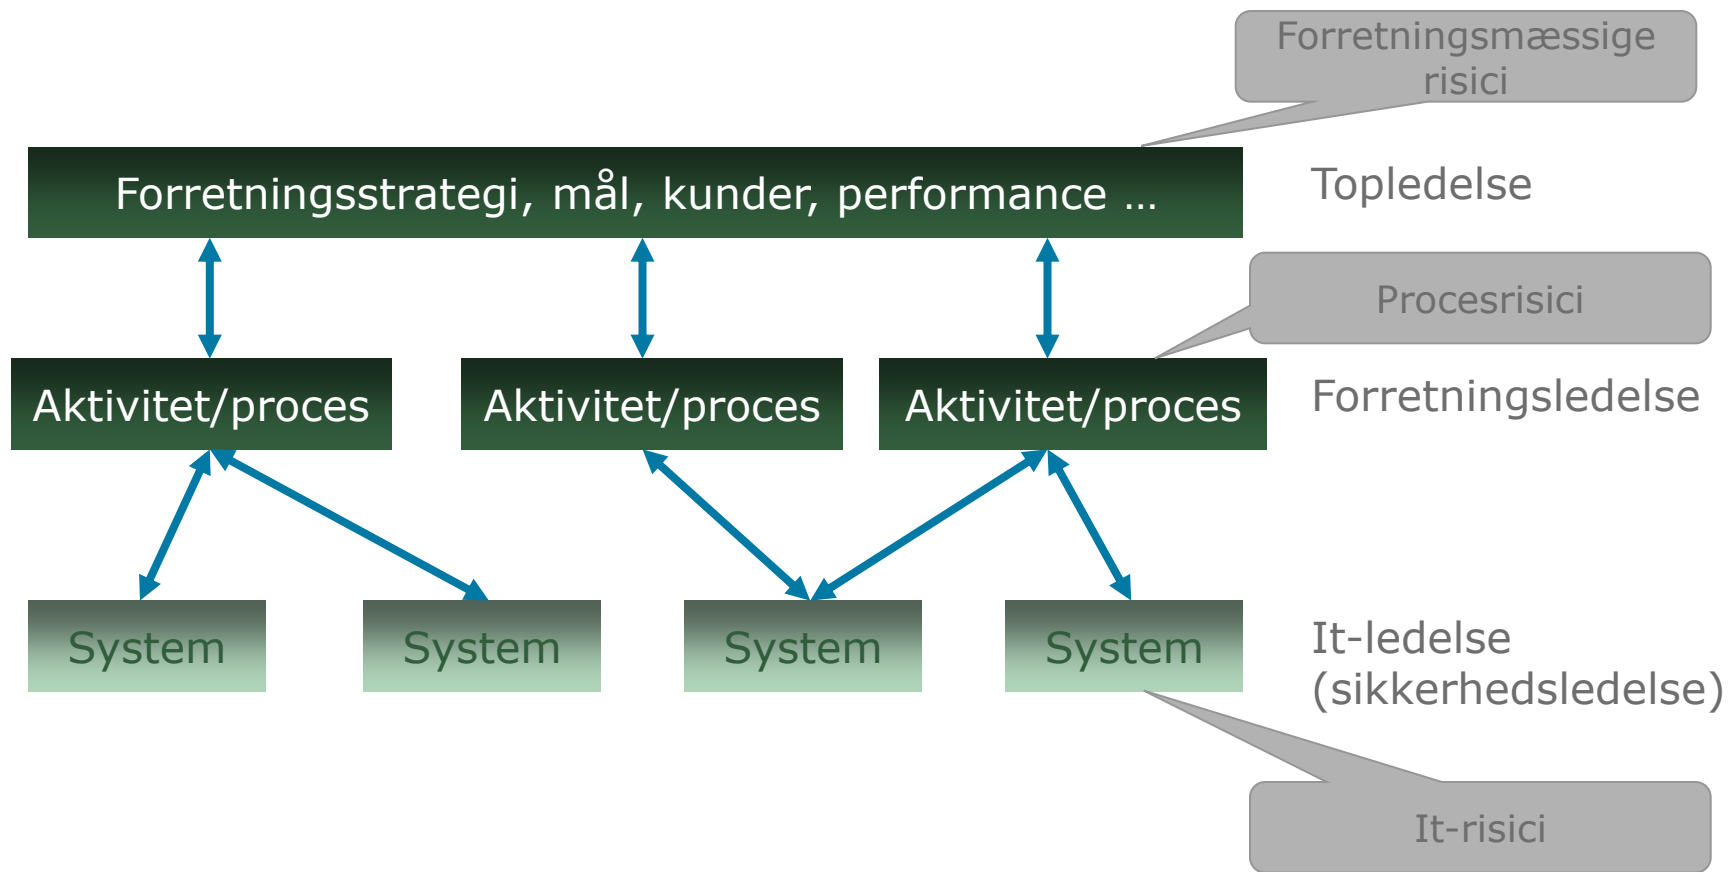 Forretningsmæssige
risici
Forretningsstrategi, mål, kunder, performance …
Topledelse
Procesrisici
Aktivitet/proces
Aktivitet/proces
Aktivitet/proces
Forretningsledelse
System
System
System
System
It-ledelse
(sikkerhedsledelse)
It-risici